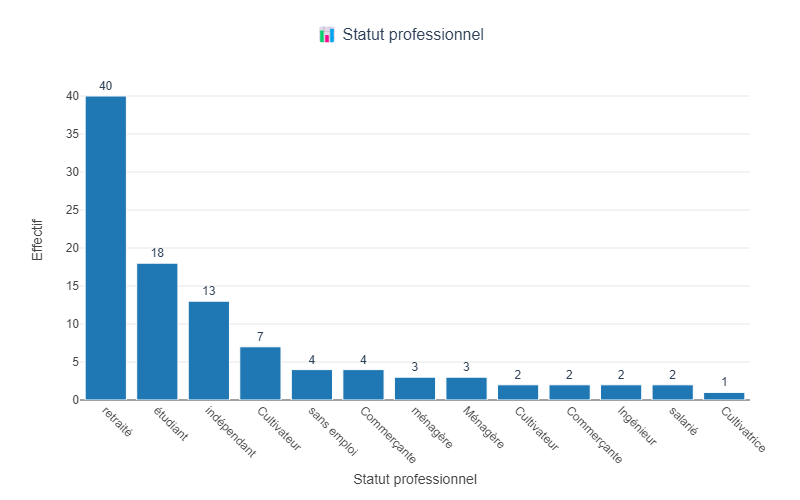 📊 Statut professionnel
40
18
13
7
4
4
3
3
2
2
2
2
1
40
35
30
25
20
15
10
5
0
Effectif
retraité
étudiant
indépendant
Cultivateur
sans emploi
Commerçante
ménagère
Ménagère
Cultivateur
Commerçante
Ingénieur
salarié
Cultivatrice
Statut professionnel